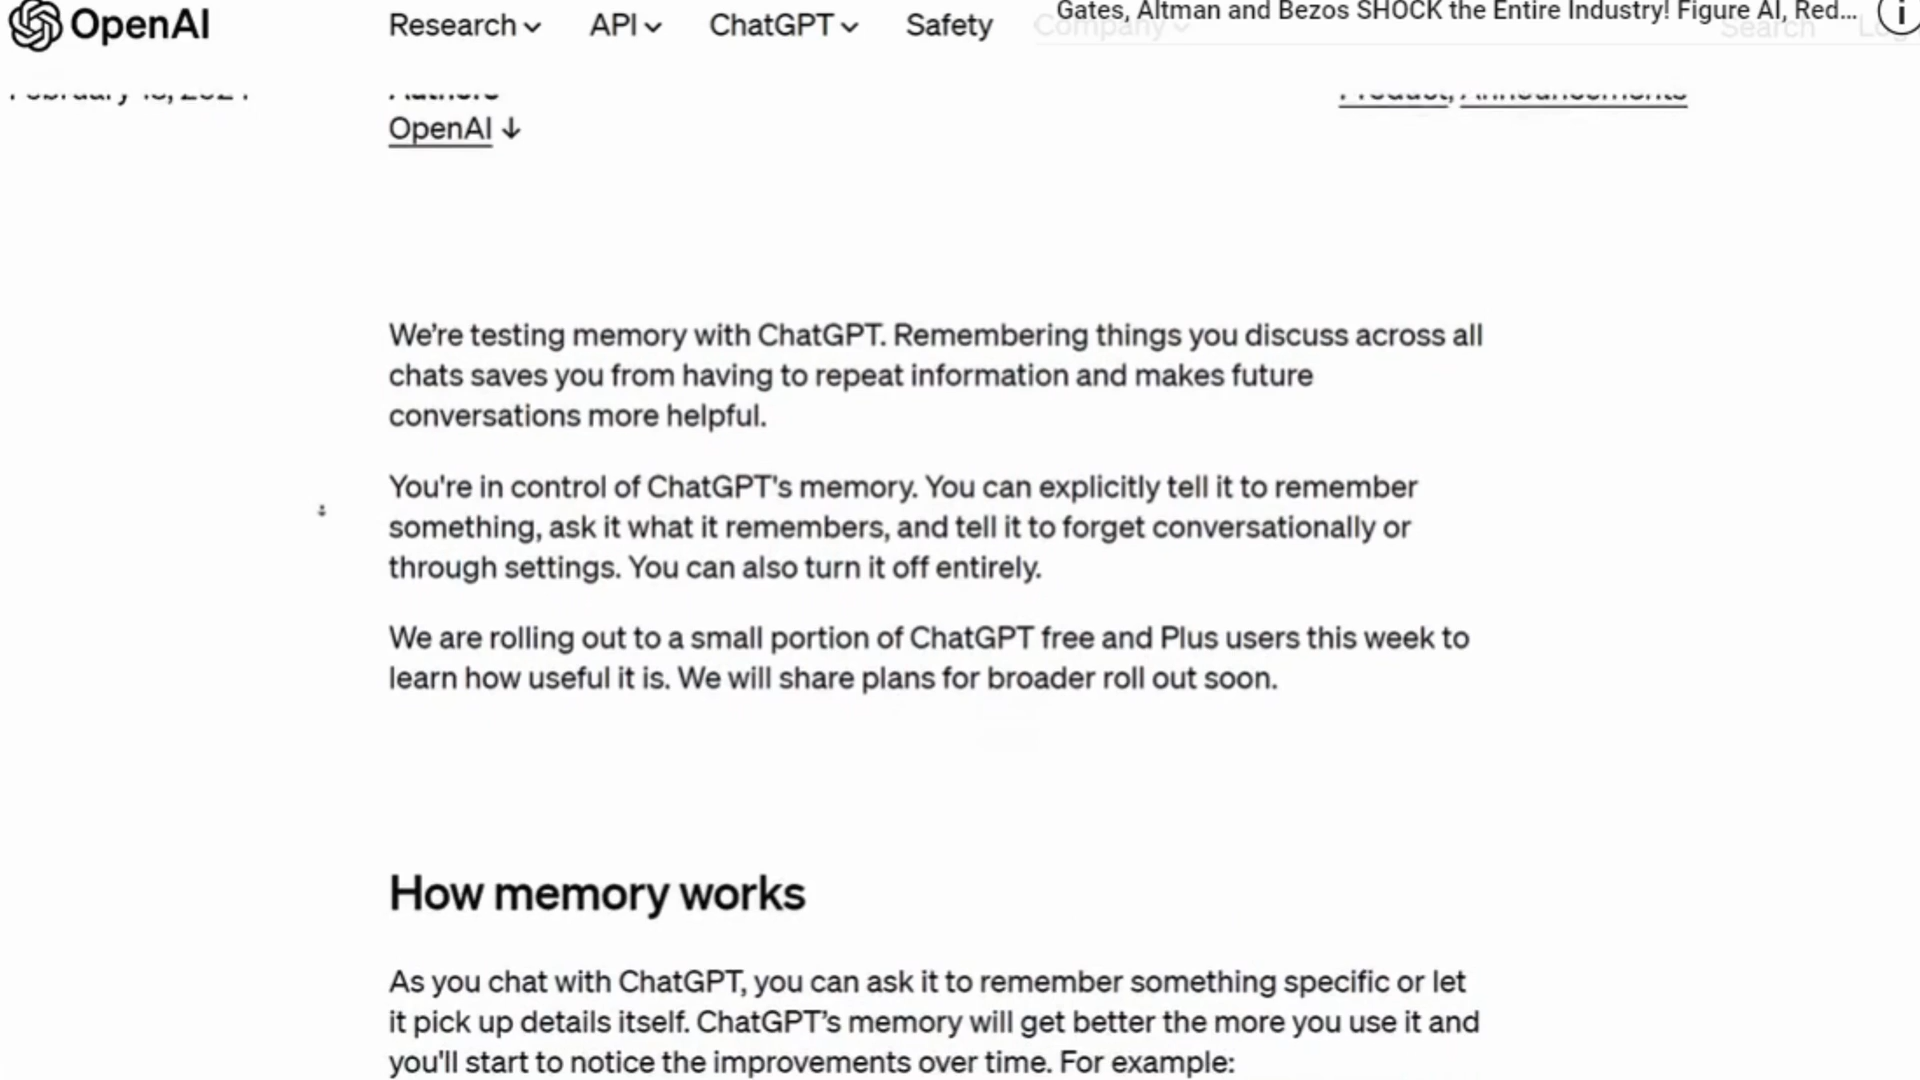 OpenAI
Research
API
ChatGPT
Safety
Company
Gates, Altman and Bezos SHOCK the Entire Industry! Figure AI, Red...
Search
Authors
Product, Announcements
OpenAI ↓
We're testing memory with ChatGPT. Remembering things you discuss across all
chats saves you from having to repeat information and makes future
conversations more helpful.
You're in control of ChatGPT's memory. You can explicitly tell it to remember
something, ask it what it remembers, and tell it to forget conversationally or
through settings. You can also turn it off entirely.
We are rolling out to a small portion of ChatGPT free and Plus users this week to
learn how useful it is. We will share plans for broader roll out soon.
How memory works
As you chat with ChatGPT, you can ask it to remember something specific or let
it pick up details itself. ChatGPT's memory will get better the more you use it and
you'll start to notice the improvements over time. For example: